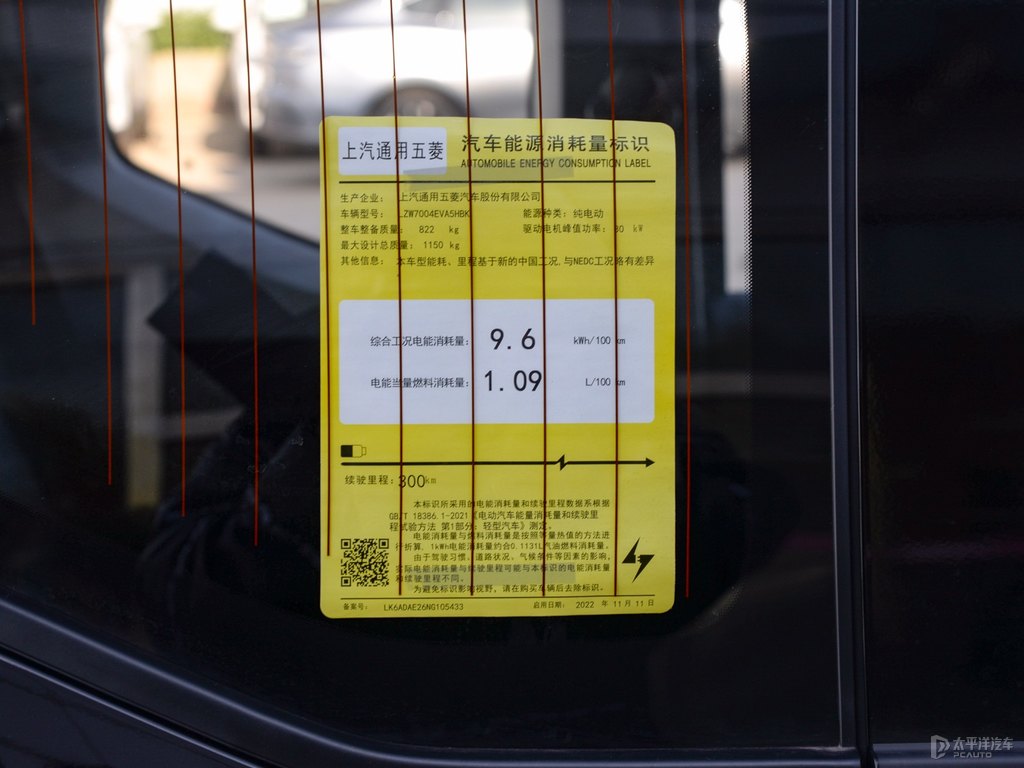 上汽通用五菱
汽车能源消耗量标识
AUTOMOBILE ENERGY CONSUMPTION LABEL
生产企业： 上汽通用五菱汽车股份有限公司
车辆型号： LZW7004EVA5HBK 能源种类： 纯电动
整车整备质量： 822 kg 驱动电机峰值功率： 30 kW
最大设计总质量： 1150 kg
其他信息： 本车型能耗、里程基于新的中国工况,与NEDC工况略有差异
综合工况电能消耗量： 9.6 kWh/100 km
电能当量燃料消耗量： 1.09 L/100 km
续驶里程：300km
本标识所采用的电能消耗量和续驶里程数据系根据
GB/T 18386.1-2021《电动汽车能量消耗量和续驶里
程试验方法 第1部分：轻型汽车》测定。
电能消耗量与燃料消耗量是按照等量热值的方法进
行折算，1kWh电能消耗量约合0.1131L汽油燃料消耗量。
由于驾驶习惯、道路状况、气候条件等因素的影响，
实际电能消耗量与续驶里程可能与本标识的电能消耗量
和续驶里程不同。
为避免标识影响视野，请在购买车辆后去除标识。
备案号： LK6ADAE26NG105433 启用日期： 2022 年 11月 11日
太平洋汽车
PCAUTO